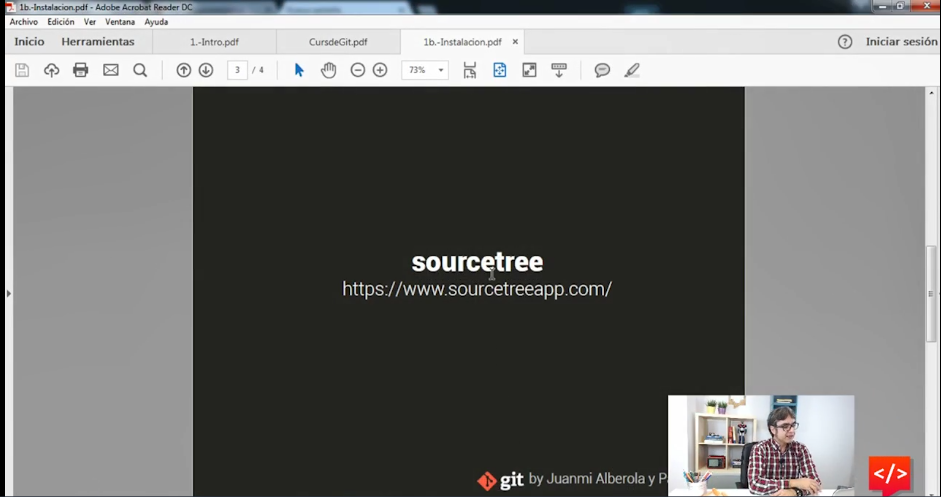 1b.-Instalacion.pdf - Adobe Acrobat Reader DC
Archivo Edición Ver Ventana Ayuda
Inicio Herramientas 1.-Intro.pdf CursdeGit.pdf 1b.-Instalacion.pdf × ? Iniciar sesión
3 / 4 73%
sourcetree
https://www.sourcetreeapp.com/
git by Juanmi Alberola y
</>